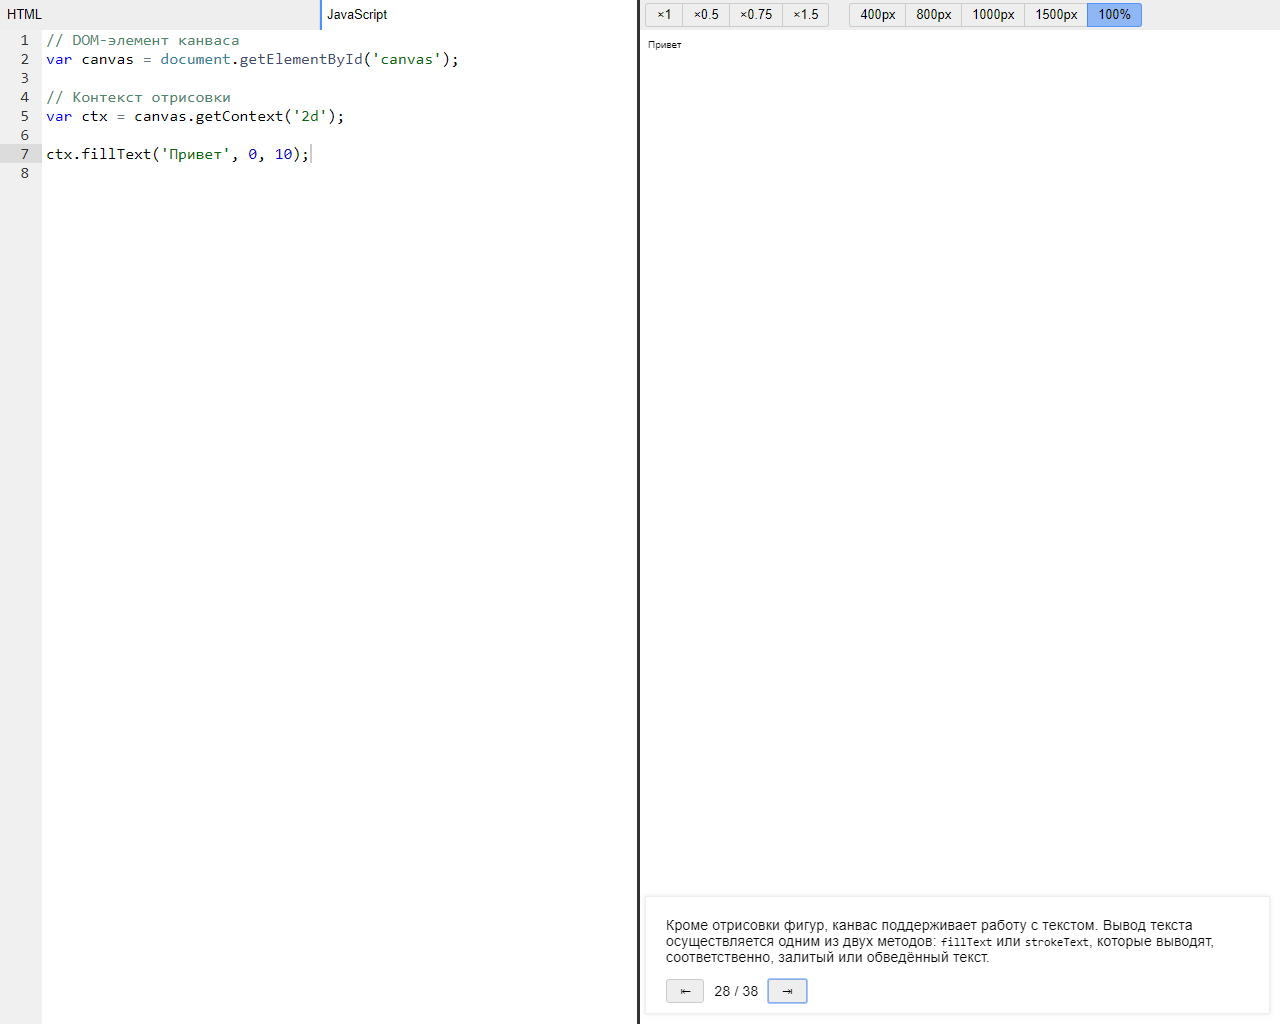 HTML
JavaScript
×1 ×0.5 ×0.75 ×1.5 400px 800px 1000px 1500px 100%
1 // DOM-элемент канваса
2 var canvas = document.getElementById('canvas');
3
4 // Контекст отрисовки
5 var ctx = canvas.getContext('2d');
6
7 ctx.fillText('Привет', 0, 10);
8
Привет
Кроме отрисовки фигур, канвас поддерживает работу с текстом. Вывод текста
осуществляется одним из двух методов: fillText или strokeText, которые выводят,
соответственно, залитый или обведённый текст.
⇤ 28 / 38 ⇥